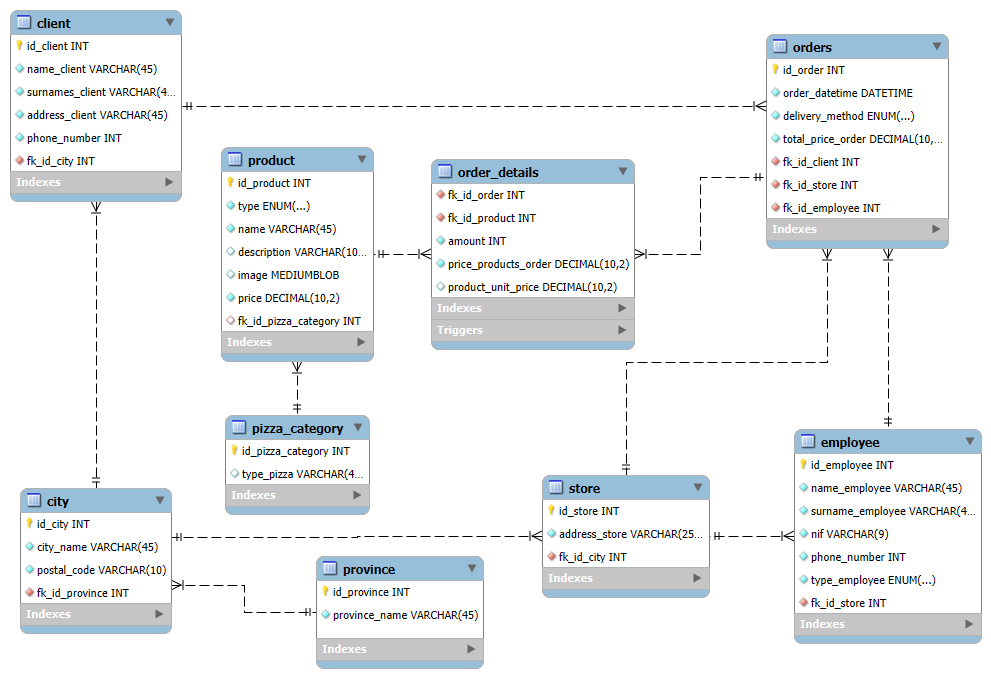 client
id_client INT
name_client VARCHAR(45)
surnames_client VARCHAR(4...
address_client VARCHAR(45)
phone_number INT
fk_id_city INT
Indexes
orders
id_order INT
order_datetime DATETIME
delivery_method ENUM(...)
total_price_order DECIMAL(10,...
fk_id_client INT
fk_id_store INT
fk_id_employee INT
Indexes
product
id_product INT
type ENUM(...)
name VARCHAR(45)
description VARCHAR(10...
image MEDIUMBLOB
price DECIMAL(10,2)
fk_id_pizza_category INT
Indexes
order_details
fk_id_order INT
fk_id_product INT
amount INT
price_products_order DECIMAL(10,2)
product_unit_price DECIMAL(10,2)
Indexes
Triggers
pizza_category
id_pizza_category INT
type_pizza VARCHAR(4...
Indexes
employee
id_employee INT
name_employee VARCHAR(45)
surname_employee VARCHAR(4...
nif VARCHAR(9)
phone_number INT
type_employee ENUM(...)
fk_id_store INT
Indexes
store
id_store INT
address_store VARCHAR(25...
fk_id_city INT
Indexes
city
id_city INT
city_name VARCHAR(45)
postal_code VARCHAR(10)
fk_id_province INT
Indexes
province
id_province INT
province_name VARCHAR(45)
Indexes